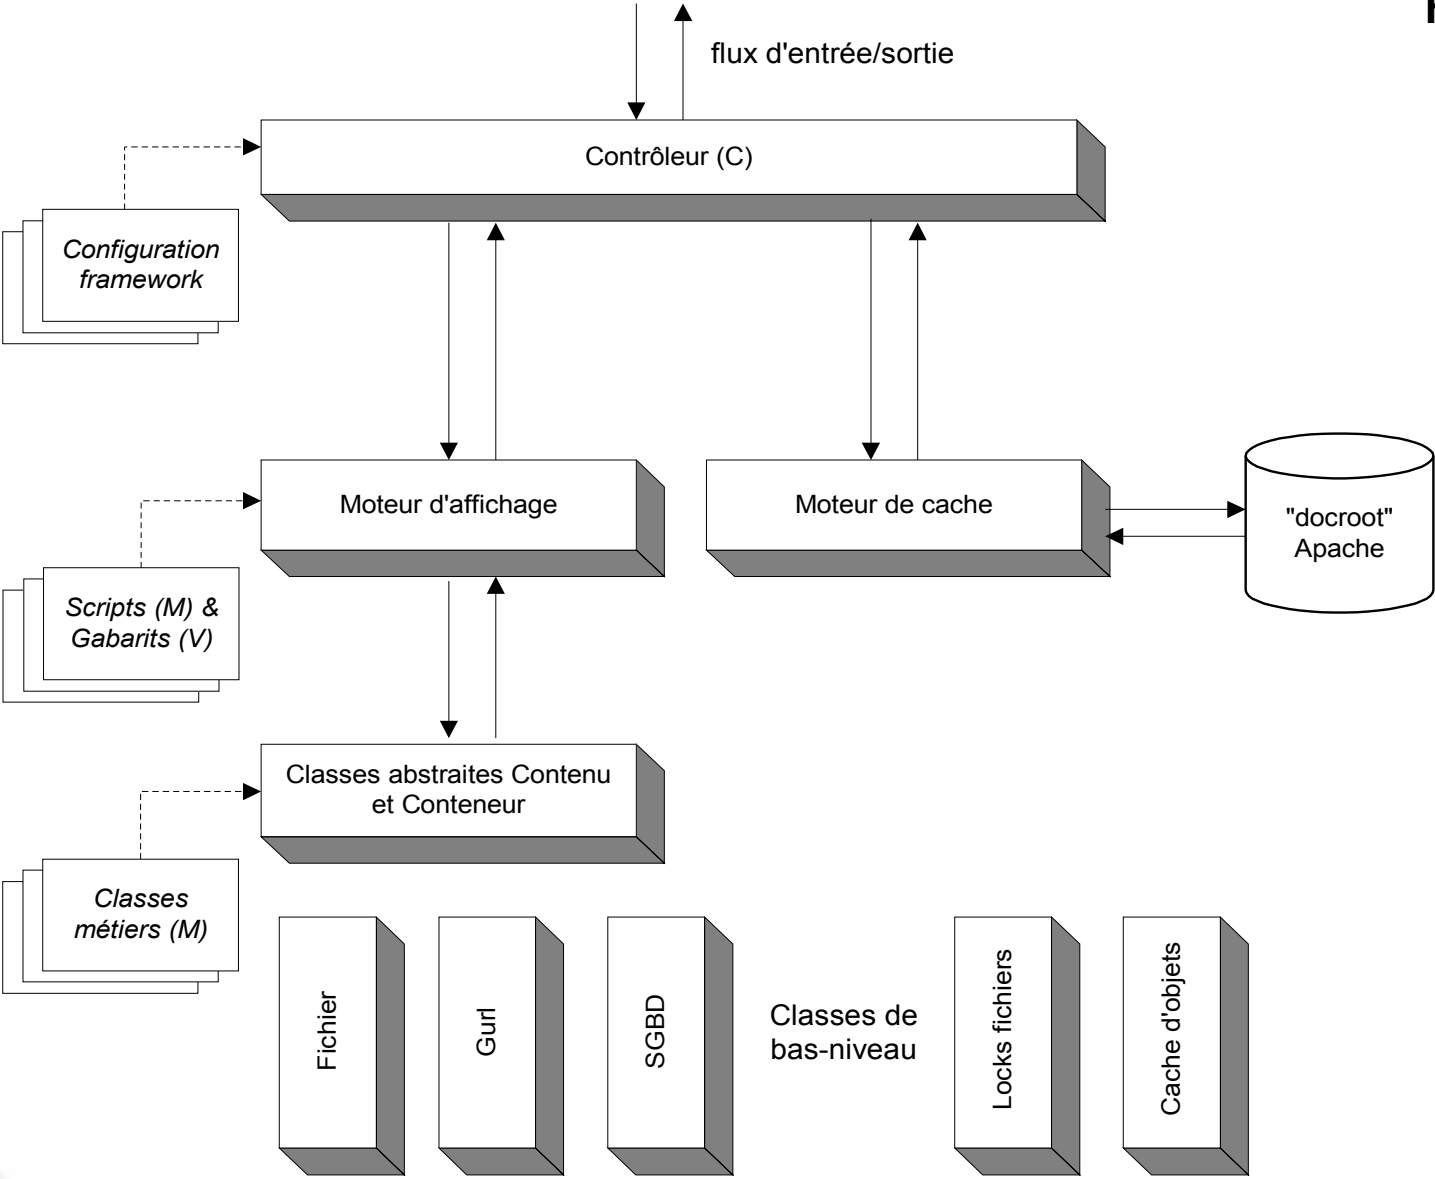 flux d'entrée/sortie
Contrôleur (C)
Configuration
framework
Moteur d'affichage
Moteur de cache
"docroot"
Apache
Scripts (M) &
Gabarits (V)
Classes abstraites Contenu
et Conteneur
Classes
métiers (M)
Fichier
Gurl
SGBD
Classes de
bas-niveau
Locks fichiers
Cache d'objets